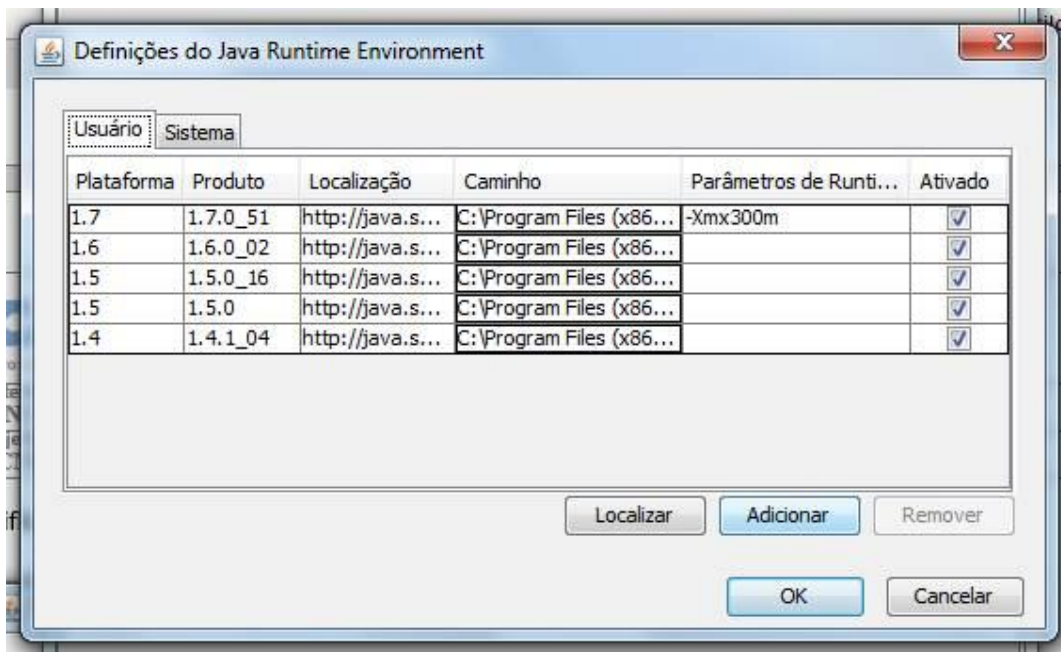 Definições do Java Runtime Environment
Usuário Sistema
Plataforma Produto Localização Caminho Parâmetros de Runti... Ativado
1.7 1.7.0_51 http://java.s... C:\Program Files (x86... -Xmx300m
1.6 1.6.0_02 http://java.s... C:\Program Files (x86...
1.5 1.5.0_16 http://java.s... C:\Program Files (x86...
1.5 1.5.0 http://java.s... C:\Program Files (x86...
1.4 1.4.1_04 http://java.s... C:\Program Files (x86...
Localizar Adicionar Remover
OK Cancelar